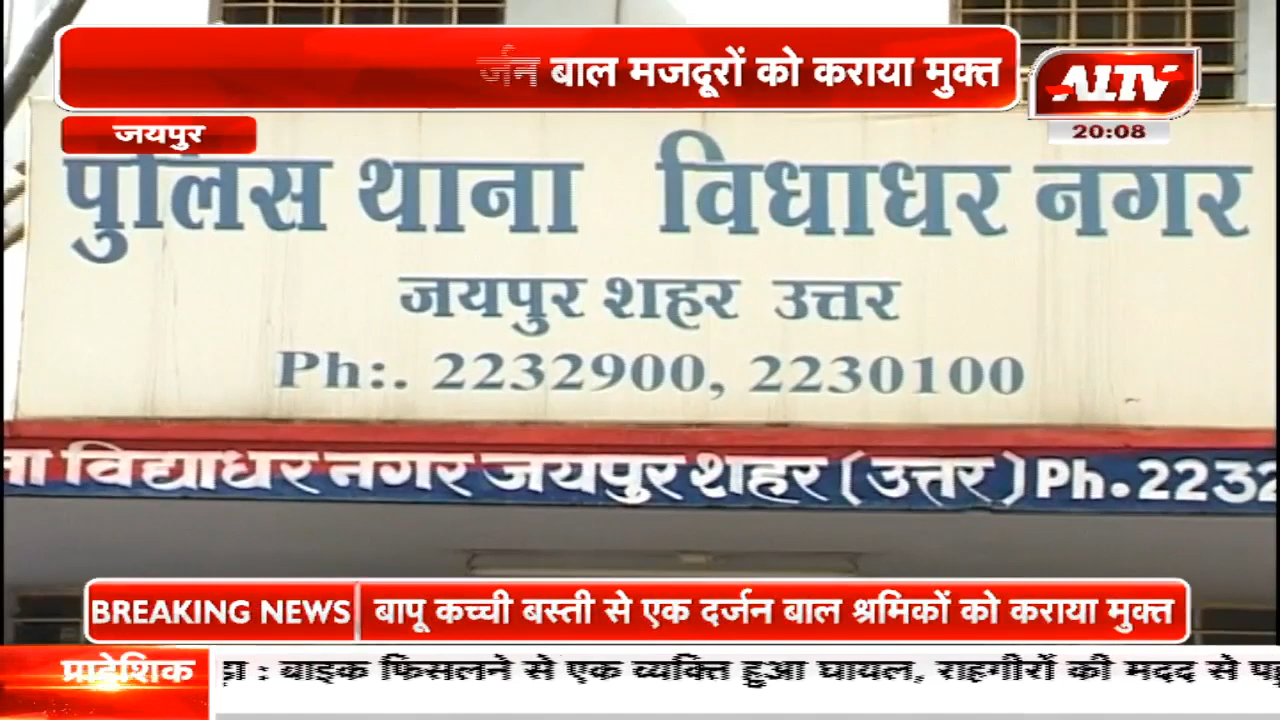 बाल मजदूरों को कराया मुक्त
ALTV
20:08
जयपुर
पुलिस थाना विधाधर नगर
जयपुर शहर उत्तर
Ph:. 2232900, 2230100
विद्याधर नगर जयपुर शहर (उत्तर) Ph. 2232
BREAKING NEWS
बापू कच्ची बस्ती से एक दर्जन बाल श्रमिकों को कराया मुक्त
प्रादेशिक
: बाइक फिसलने से एक व्यक्ति हुआ घायल, राहगीरों की मदद से